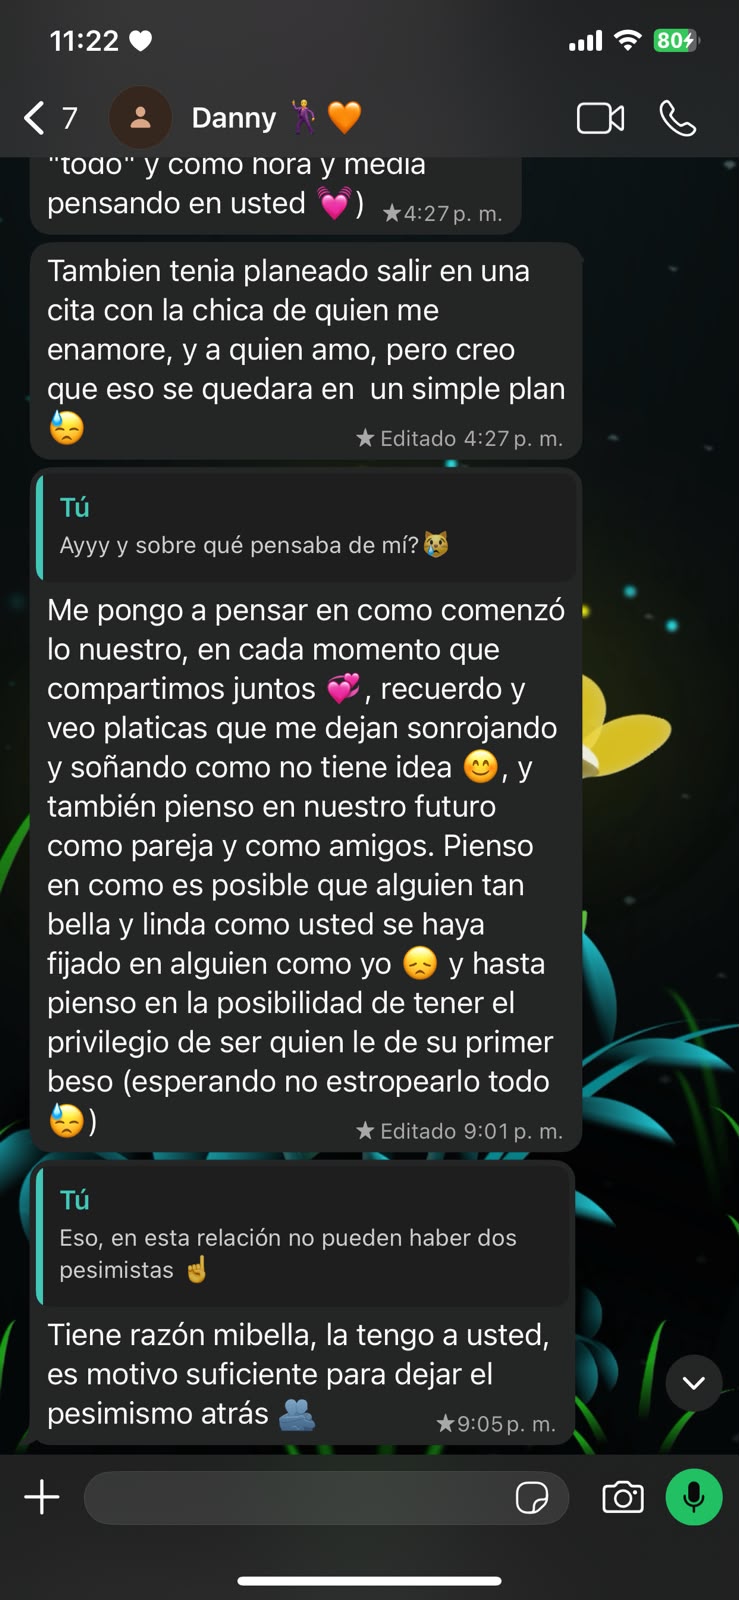 11:22
80
7 Danny
"todo" y como hora y media
pensando en usted 💓) ★4:27 p. m.
Tambien tenia planeado salir en una
cita con la chica de quien me
enamore, y a quien amo, pero creo
que eso se quedara en un simple plan
😓 ★ Editado 4:27 p. m.
Tú
Ayyy y sobre qué pensaba de mí?😿
Me pongo a pensar en como comenzó
lo nuestro, en cada momento que
compartimos juntos 💞, recuerdo y
veo platicas que me dejan sonrojando
y soñando como no tiene idea 😊, y
también pienso en nuestro futuro
como pareja y como amigos. Pienso
en como es posible que alguien tan
bella y linda como usted se haya
fijado en alguien como yo 😞 y hasta
pienso en la posibilidad de tener el
privilegio de ser quien le de su primer
beso (esperando no estropearlo todo
😓) ★ Editado 9:01 p. m.
Tú
Eso, en esta relación no pueden haber dos
pesimistas ☝️
Tiene razón mibella, la tengo a usted,
es motivo suficiente para dejar el
pesimismo atrás 🫂 ★9:05 p. m.